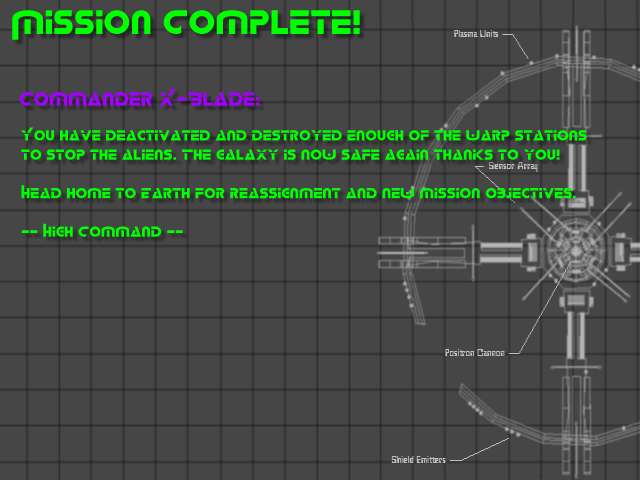 MISSION COMPLETE!
Plasma Units
COMMANDER X-BLADE:
YOU HAVE DEACTIVATED AND DESTROYED ENOUGH OF THE WARP STATIONS
TO STOP THE ALIENS. THE GALAXY IS NOW SAFE AGAIN THANKS TO YOU!
Sensor Array
HEAD HOME TO EARTH FOR REASSIGNMENT AND NEW MISSION OBJECTIVES.
-- HIGH COMMAND --
Positron Cannon
Shield Emitters